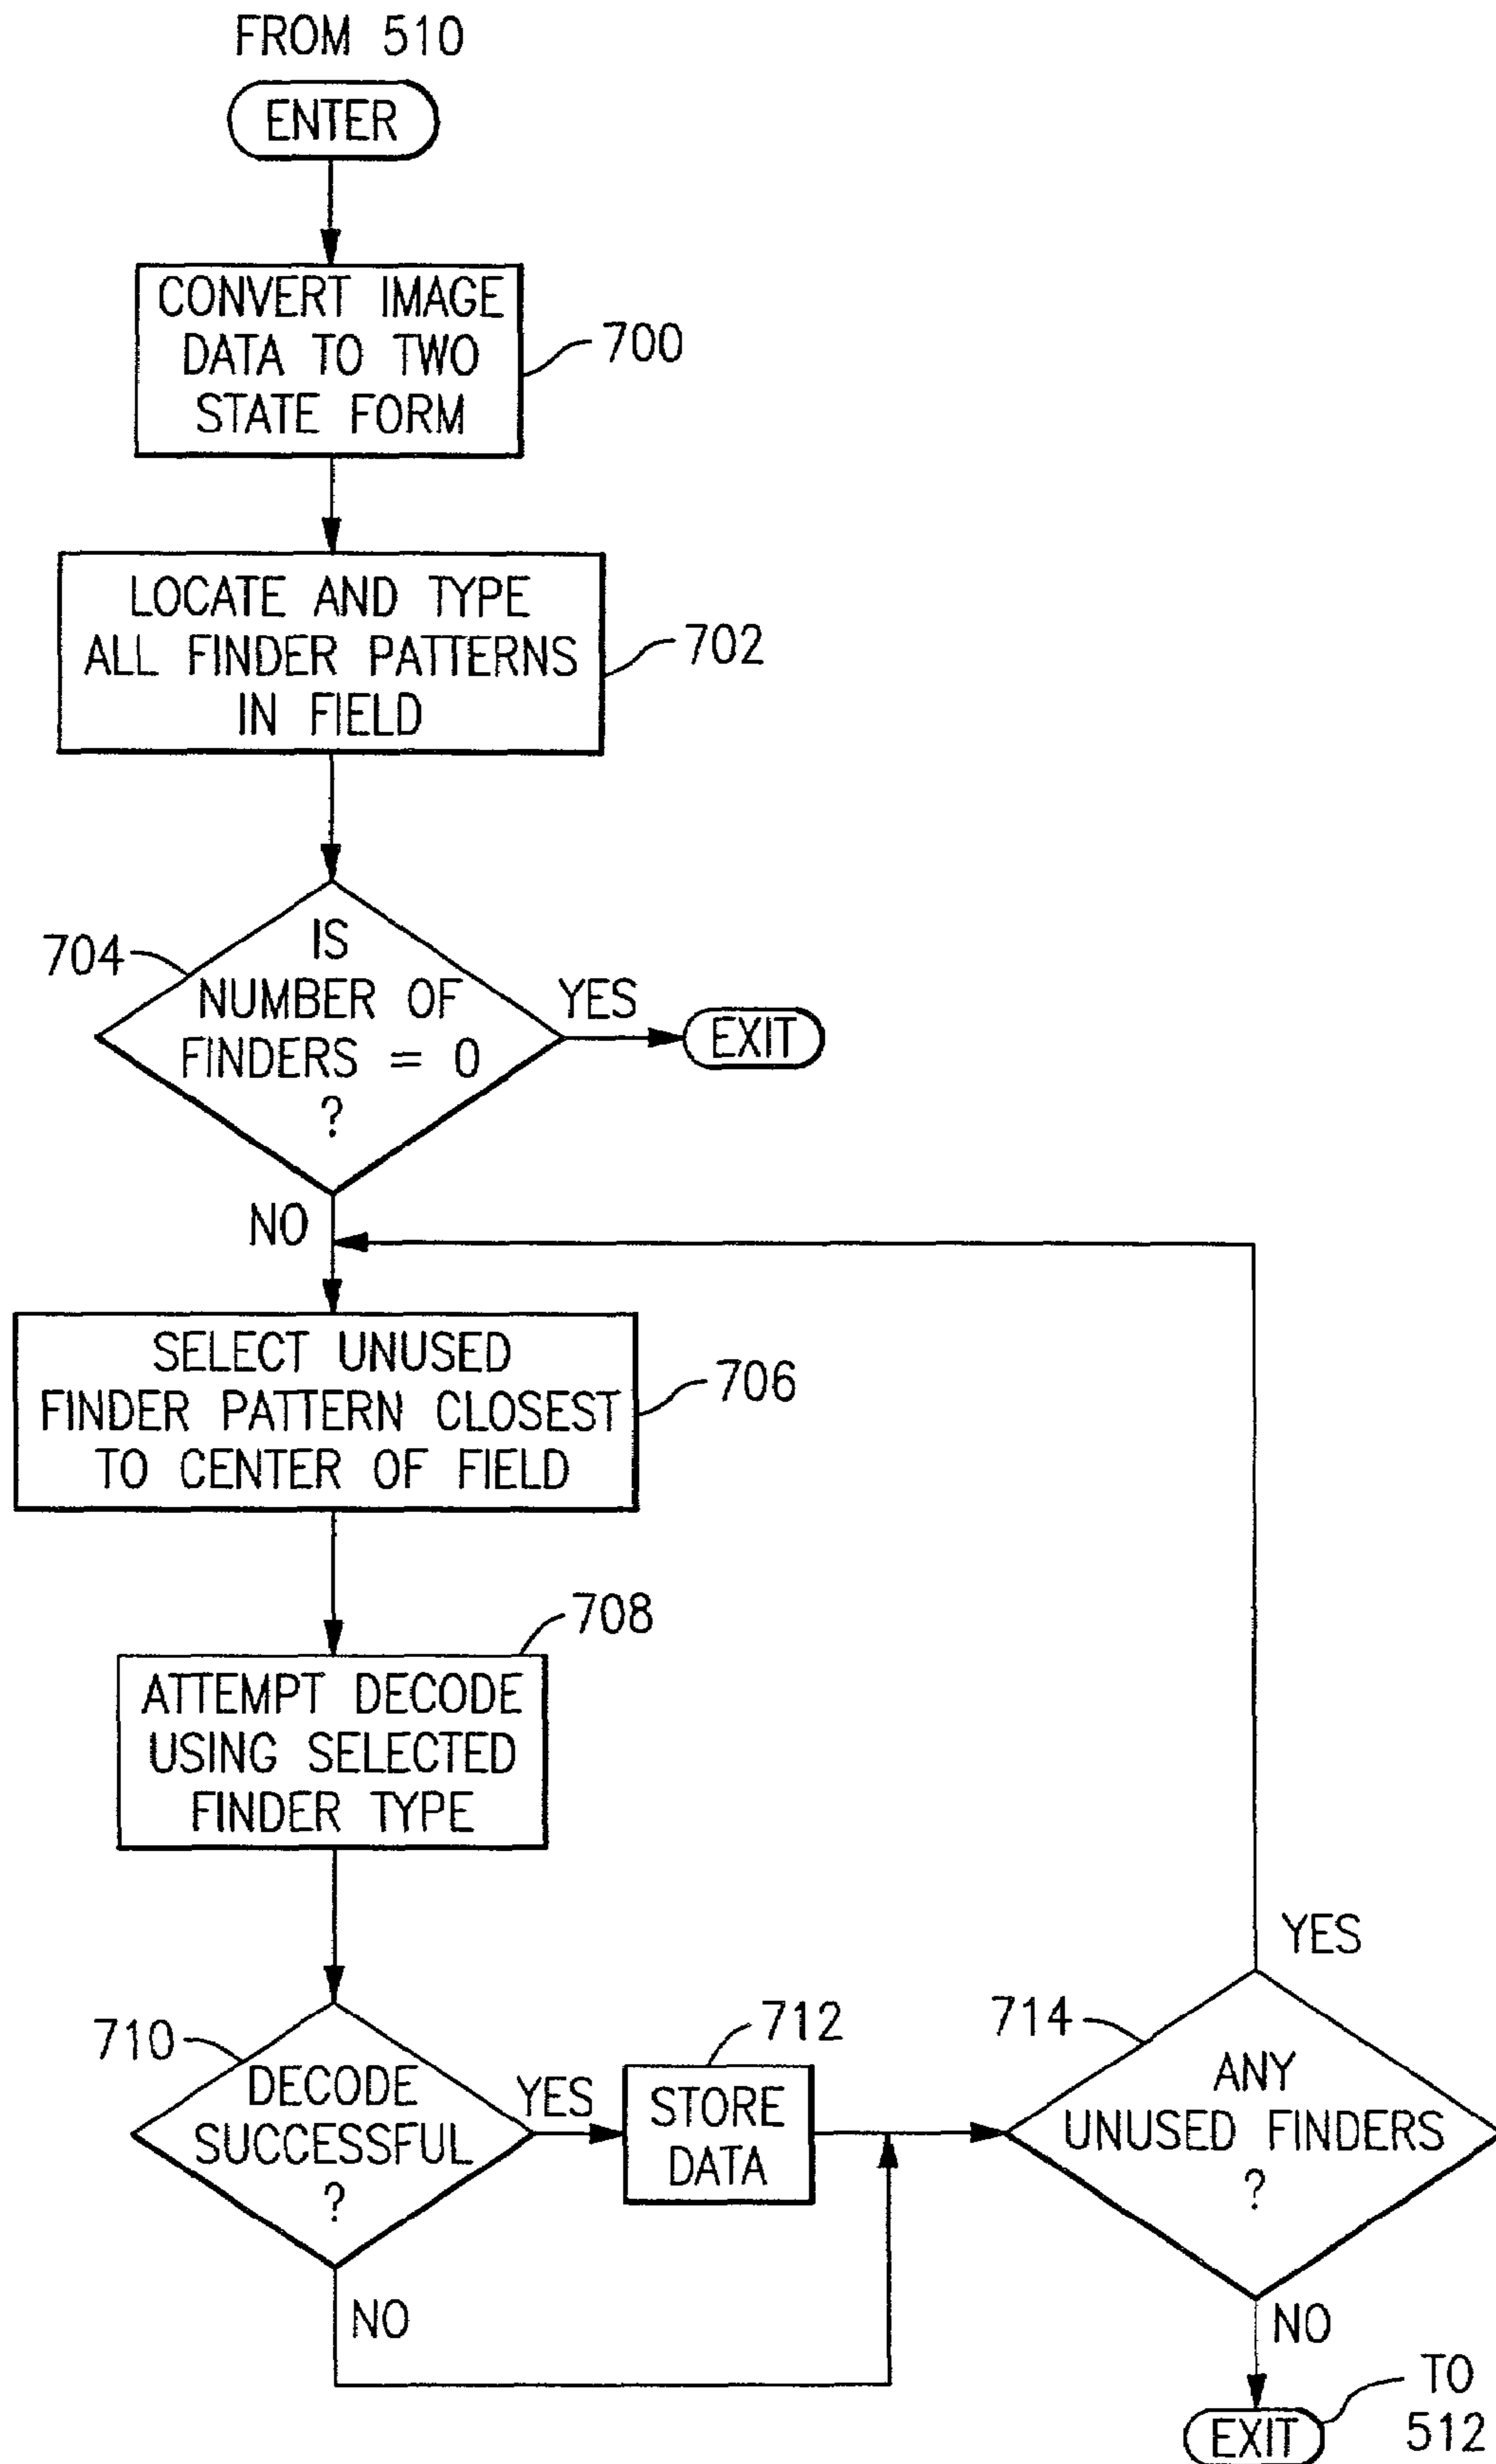 FROM 510
ENTER
CONVERT IMAGE
DATA TO TWO
STATE FORM
700
LOCATE AND TYPE
ALL FINDER PATTERNS
IN FIELD
702
704
IS
NUMBER OF
FINDERS = 0
?
YES
EXIT
NO
SELECT UNUSED
FINDER PATTERN CLOSEST
TO CENTER OF FIELD
706
708
ATTEMPT DECODE
USING SELECTED
FINDER TYPE
710
DECODE
SUCCESSFUL
?
YES
712
STORE
DATA
NO
714
ANY
UNUSED FINDERS
?
YES
NO
EXIT
TO
512